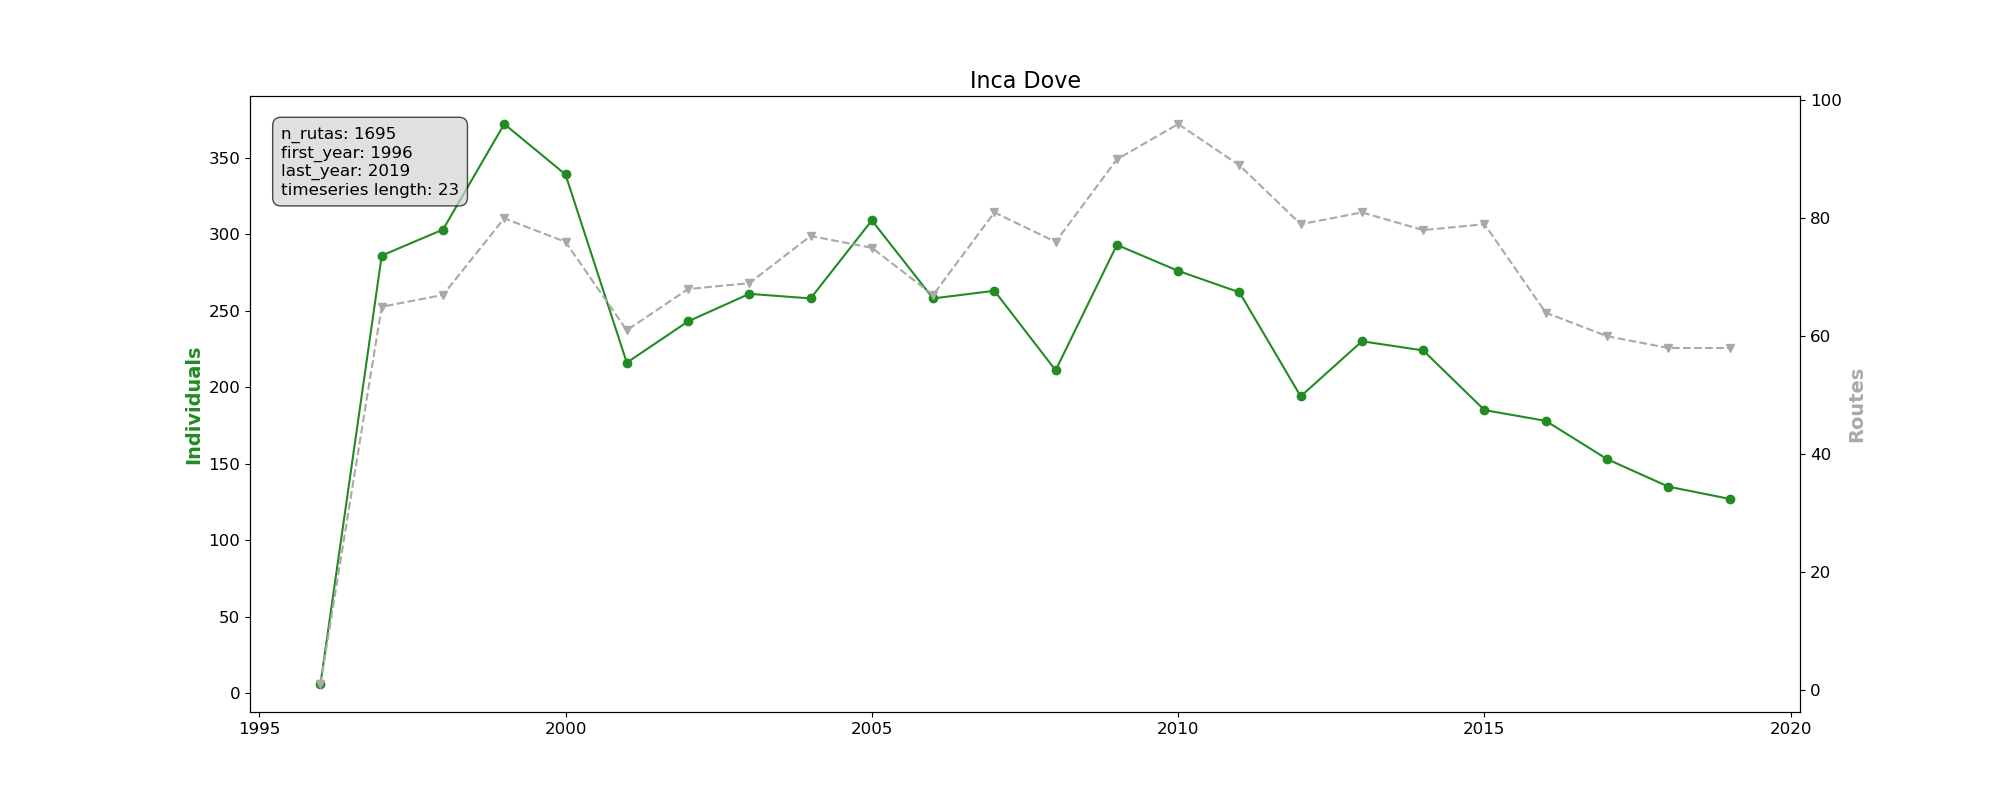 Inca Dove
n_rutas: 1695
first_year: 1996
last_year: 2019
timeseries length: 23
Individuals
350
300
250
200
150
100
50
0
100
80
60
40
20
0
Routes
1995 2000 2005 2010 2015 2020